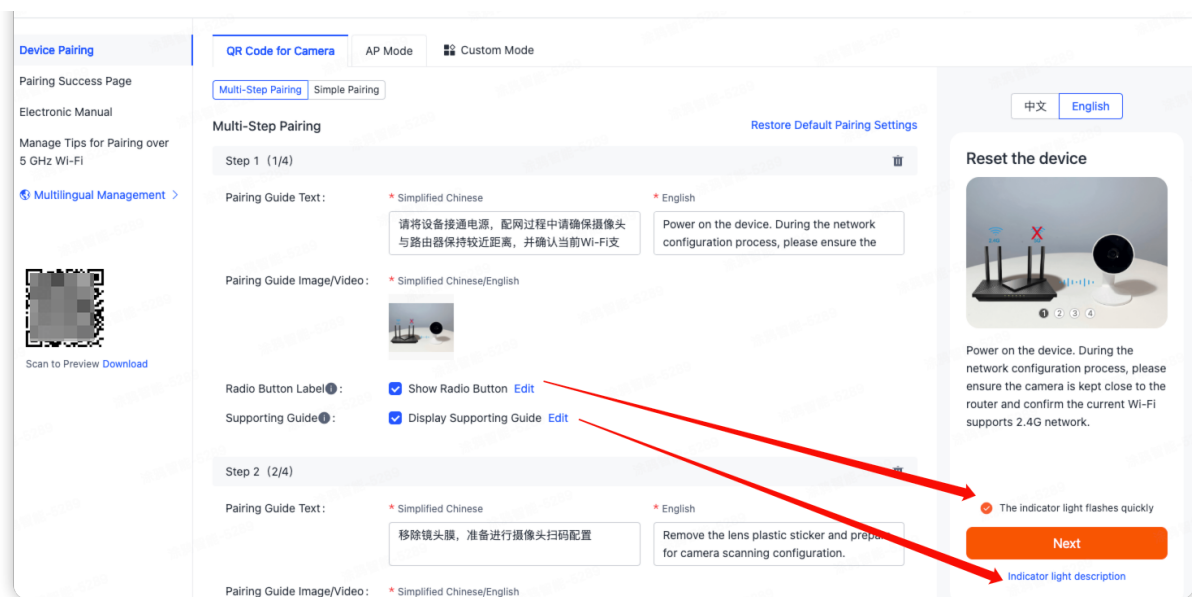 Device Pairing
Pairing Success Page
Electronic Manual
Manage Tips for Pairing over
5 GHz Wi-Fi
Multilingual Management >
Scan to Preview Download
QR Code for Camera
AP Mode
Custom Mode
Multi-Step Pairing
Simple Pairing
Multi-Step Pairing
Restore Default Pairing Settings
Step 1 (1/4)
Pairing Guide Text:
* Simplified Chinese
* English
请将设备接通电源，配网过程中请确保摄像头
与路由器保持较近距离，并确认当前Wi-Fi支
Power on the device. During the network
configuration process, please ensure the
Pairing Guide Image/Video:
* Simplified Chinese/English
Radio Button Label:
Show Radio Button Edit
Supporting Guide:
Display Supporting Guide Edit
Step 2 (2/4)
Pairing Guide Text:
* Simplified Chinese
* English
移除镜头膜，准备进行摄像头扫码配置
Remove the lens plastic sticker and prep
for camera scanning configuration.
Pairing Guide Image/Video:
* Simplified Chinese/English
中文
English
Reset the device
2.4G
X
1 2 3 4
Power on the device. During the
network configuration process, please
ensure the camera is kept close to the
router and confirm the current Wi-Fi
supports 2.4G network.
The indicator light flashes quickly
Next
Indicator light description